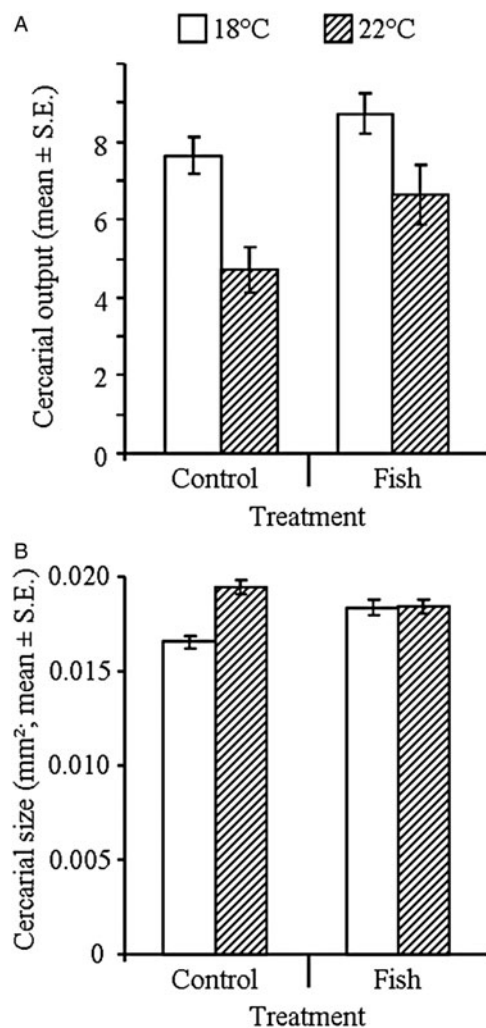 A
18°C 22°C
Cercarial output (mean ± S.E.)
8
6
4
2
0
Control Fish
Treatment
B
Cercarial size (mm²; mean ± S.E.)
0.020
0.015
0.010
0.005
0
Control Fish
Treatment